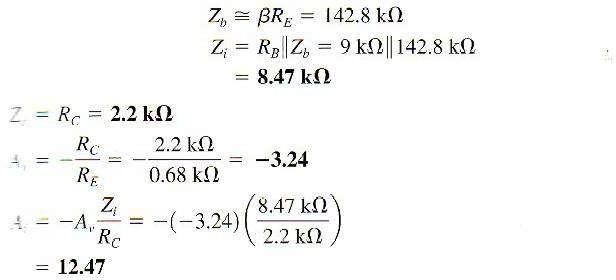 Z_b ≅ βR_E = 142.8 kΩ
Z_i = R_B‖Z_b = 9 kΩ‖142.8 kΩ
= 8.47 kΩ
Z = R_C = 2.2 kΩ
A = −R_C/R_E = −2.2 kΩ/0.68 kΩ = −3.24
A = −A_v Z_i/R_C = −(−3.24)(8.47 kΩ/2.2 kΩ)
= 12.47